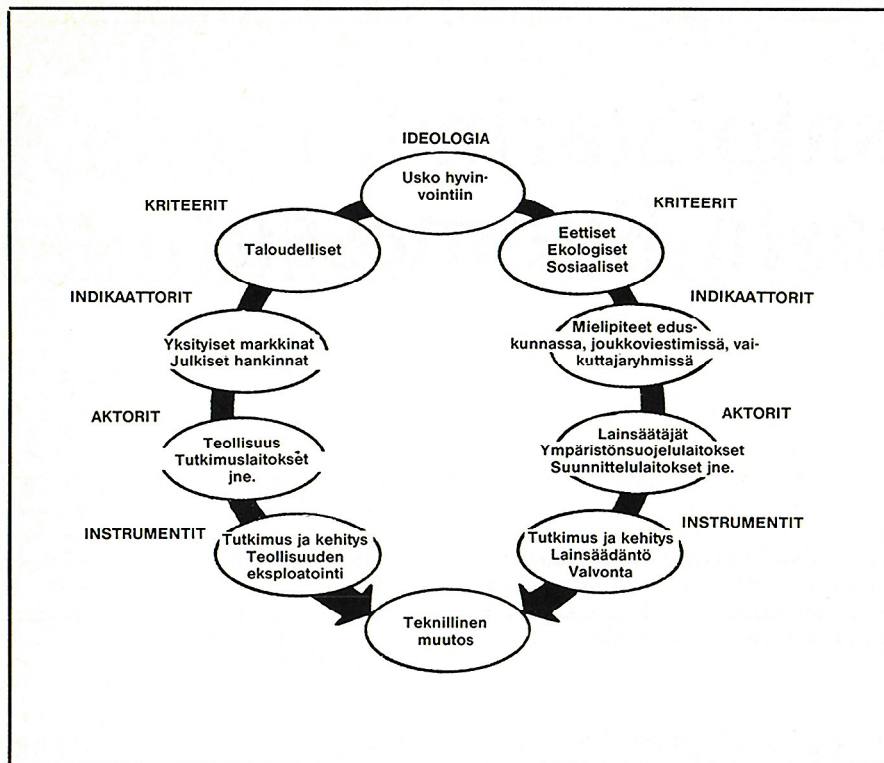 IDEOLOGIA
Usko hyvin-
vointiin
KRITEERIT
Taloudelliset
KRITEERIT
Eettiset
Ekologiset
Sosiaaliset
INDIKAATTORIT
Yksityiset markkinat
Julkiset hankinnat
INDIKAATTORIT
Mielipiteet edus-
kunnassa, joukkoviestimissä, vai-
kuttajaryhmissä
AKTORIT
Teollisuus
Tutkimuslaitokset
jne.
AKTORIT
Lainsäätäjät
Ympäristönsuojelulaitokset
Suunnittelulaitokset jne.
INSTRUMENTIT
Tutkimus ja kehitys
Teollisuuden
eksploatointi
INSTRUMENTIT
Tutkimus ja kehitys
Lainsäädäntö
Valvonta
Teknillinen
muutos